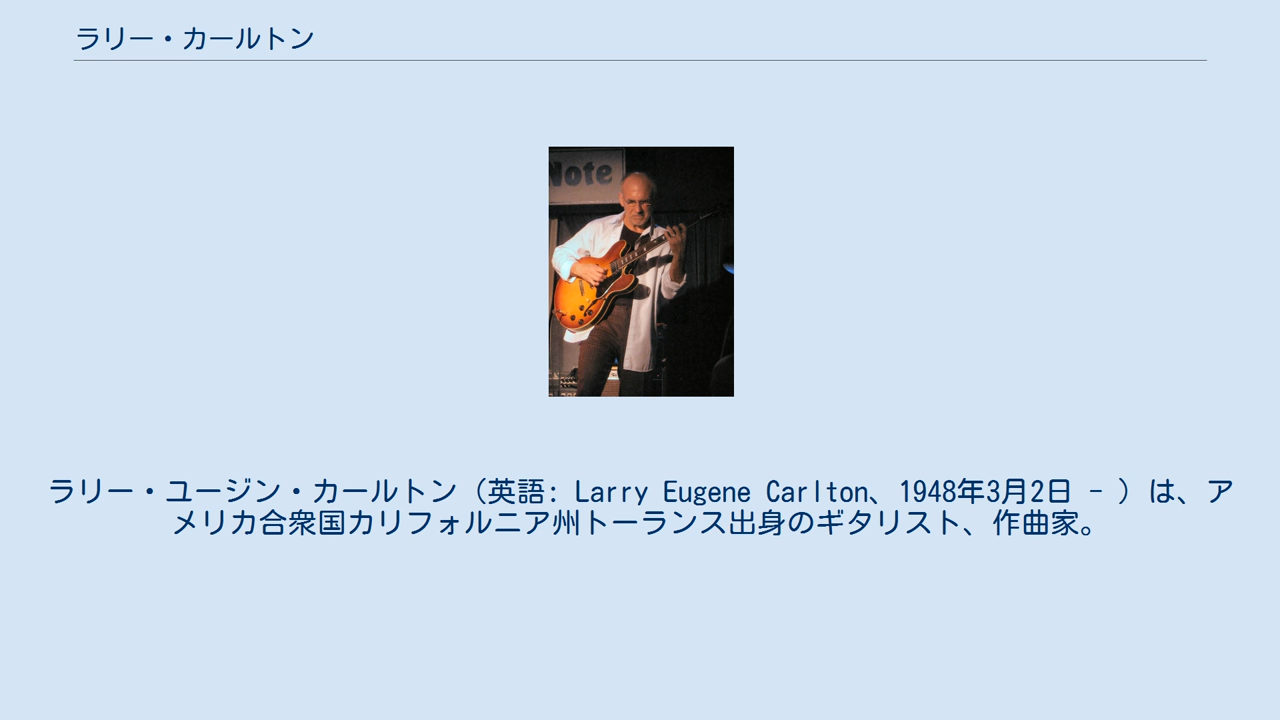 ラリー・カールトン
Note
ラリー・ユージン・カールトン（英語: Larry Eugene Carlton、1948年3月2日 - ）は、ア
メリカ合衆国カリフォルニア州トーランス出身のギタリスト、作曲家。